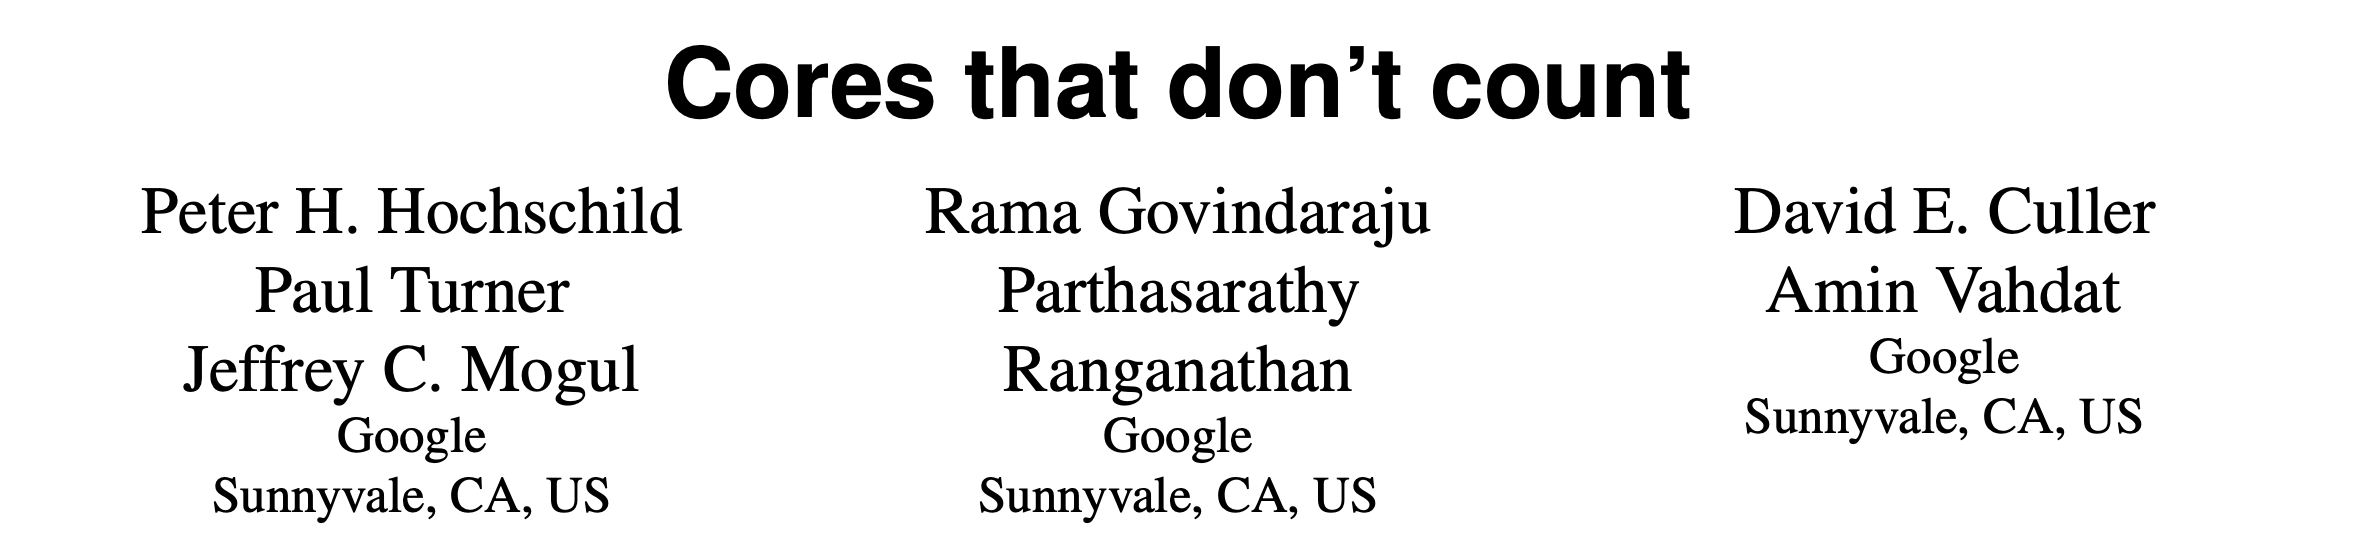 Cores that don’t count
Peter H. Hochschild
Paul Turner
Jeffrey C. Mogul
Google
Sunnyvale, CA, US
Rama Govindaraju
Parthasarathy
Ranganathan
Google
Sunnyvale, CA, US
David E. Culler
Amin Vahdat
Google
Sunnyvale, CA, US